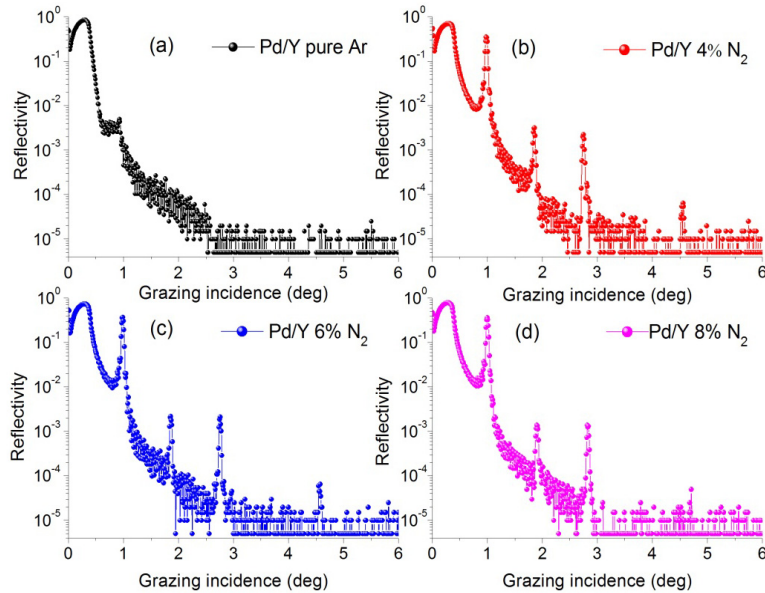 10⁰
10⁻¹
10⁻²
10⁻³
10⁻⁴
10⁻⁵
Reflectivity
(a)
Pd/Y pure Ar
0 1 2 3 4 5 6
Grazing incidence (deg)
10⁰
10⁻¹
10⁻²
10⁻³
10⁻⁴
10⁻⁵
Reflectivity
(b)
Pd/Y 4% N₂
0 1 2 3 4 5 6
Grazing incidence (deg)
10⁰
10⁻¹
10⁻²
10⁻³
10⁻⁴
10⁻⁵
Reflectivity
(c)
Pd/Y 6% N₂
0 1 2 3 4 5 6
Grazing incidence (deg)
10⁰
10⁻¹
10⁻²
10⁻³
10⁻⁴
10⁻⁵
Reflectivity
(d)
Pd/Y 8% N₂
0 1 2 3 4 5 6
Grazing incidence (deg)